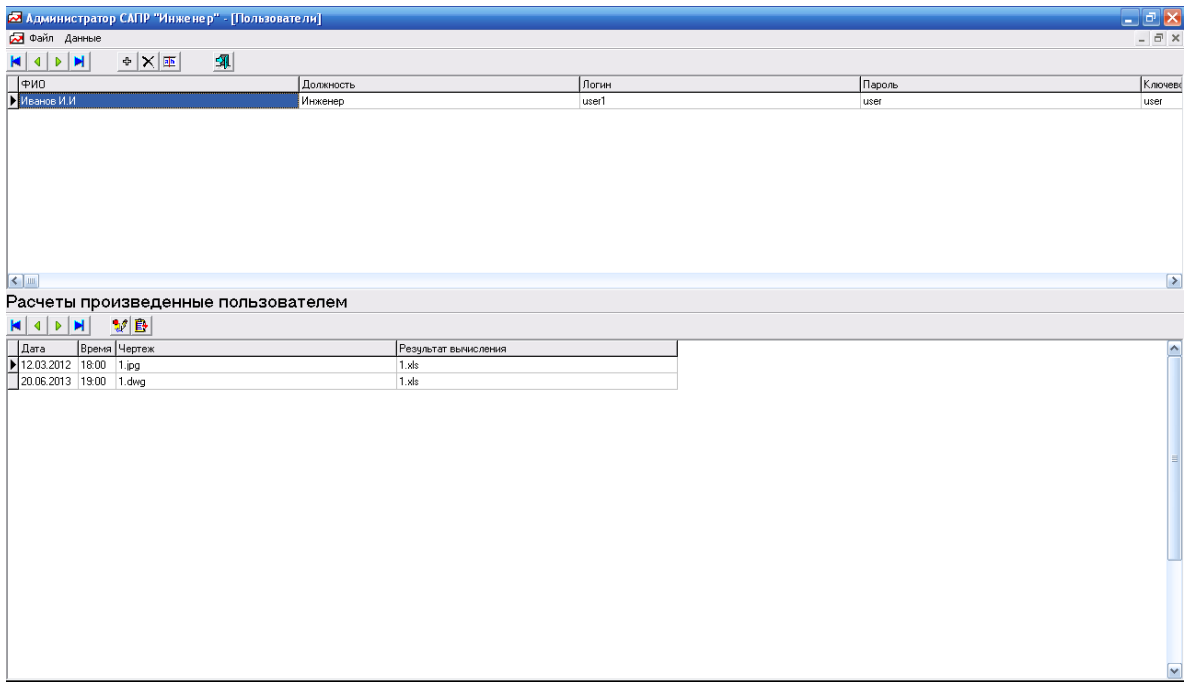 Администратор САПР "Инженер" - [Пользователи]
Файл Данные
ФИО Должность Логин Пароль Ключево
Иванов И.И Инженер user1 user user
Расчеты произведенные пользователем
Дата Время Чертеж Результат вычисления
12.03.2012 18:00 1.jpg 1.xls
20.06.2013 19:00 1.dwg 1.xls